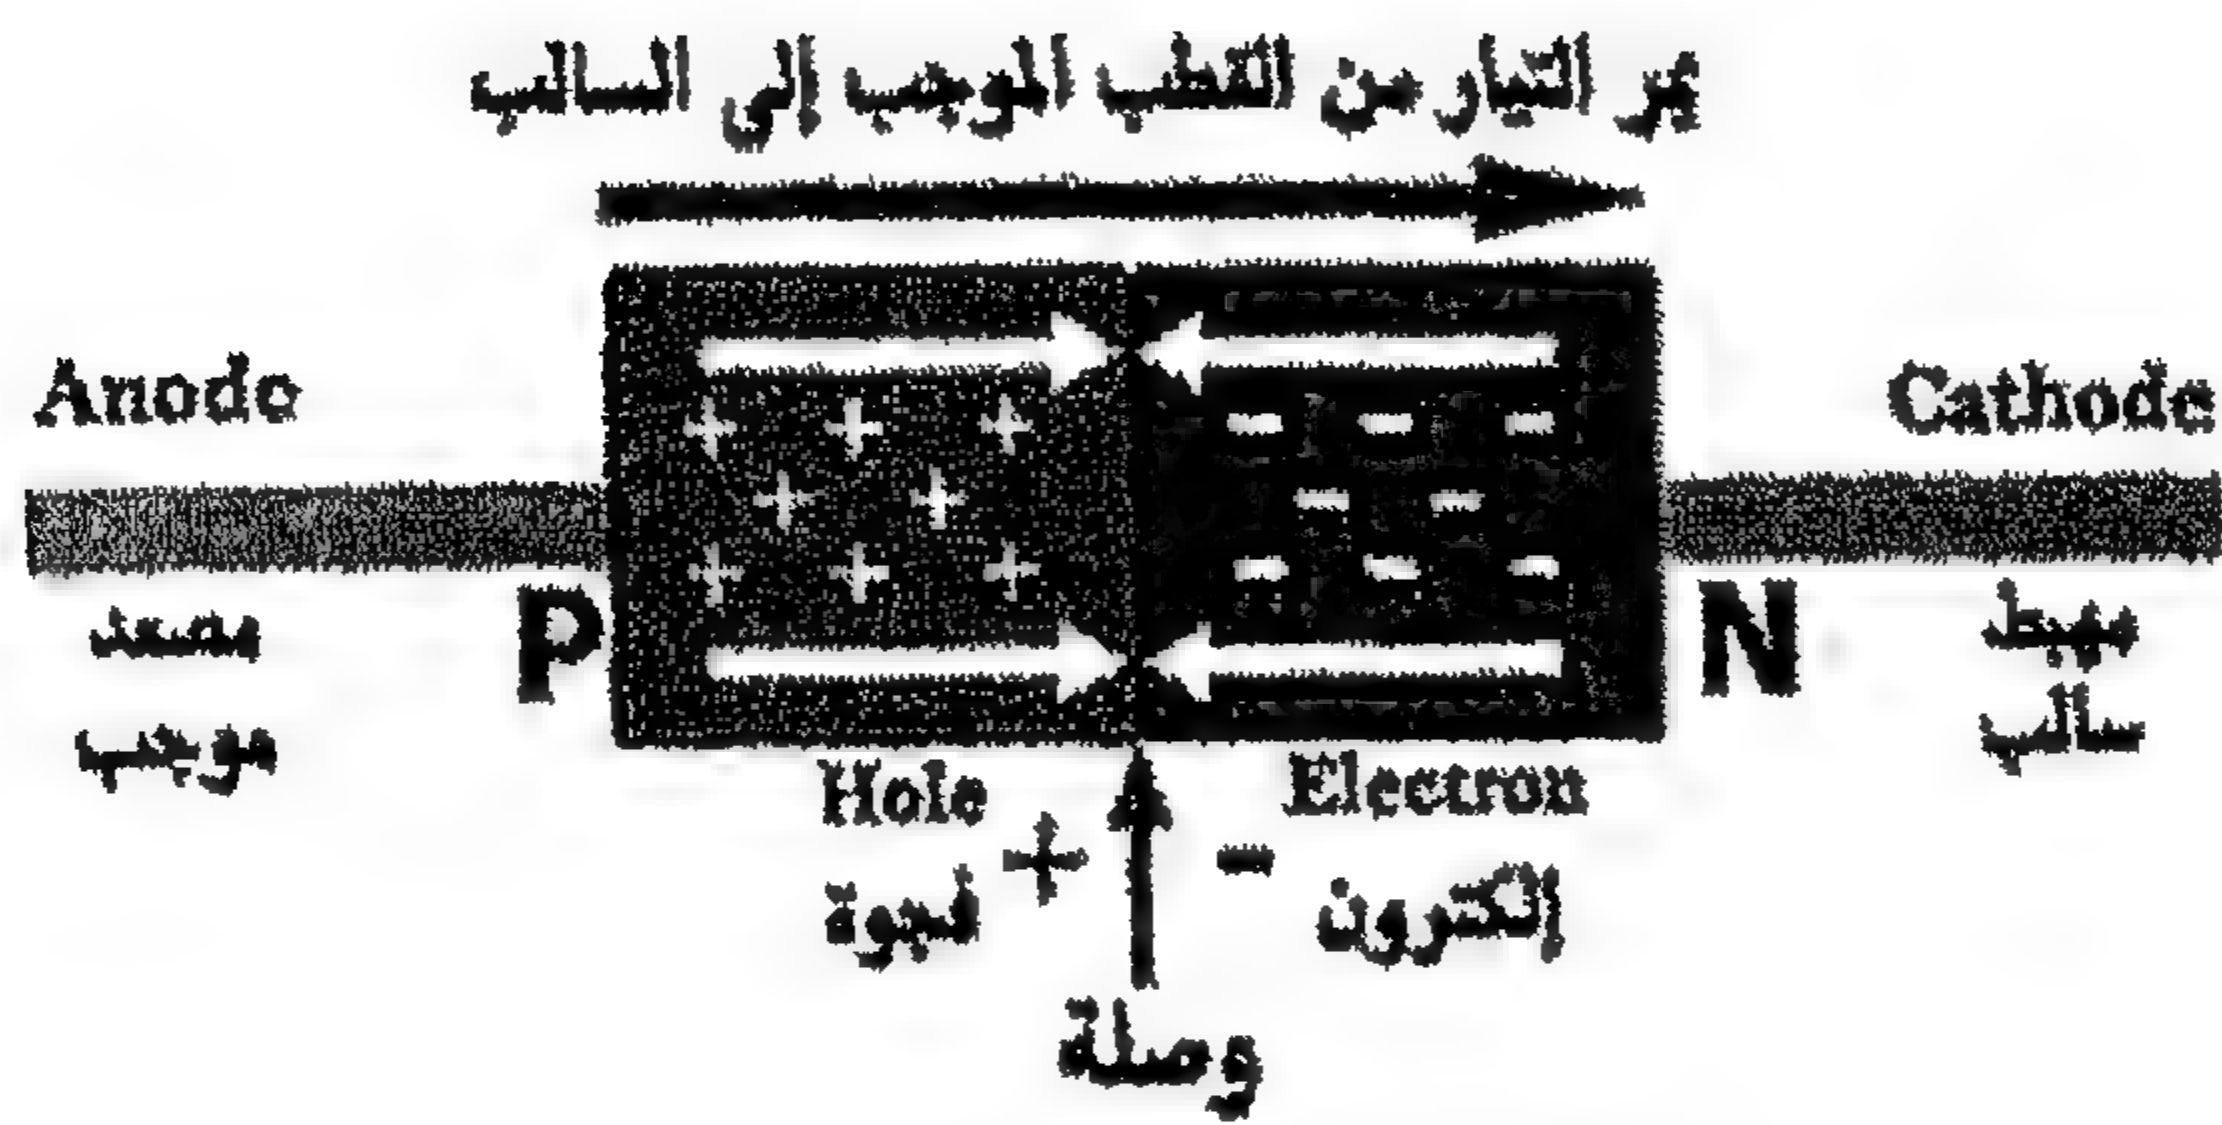 يمر التيار من القطب الموجب إلى السالب
Anode
Cathode
P
N
مصعد
موجب
مهبط
سالب
Hole
Electron
+
-
فجوة
إلكترون
وصلة